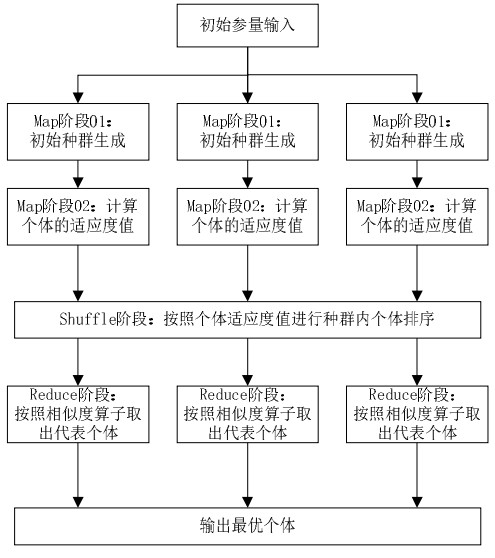 初始参量输入
Map阶段01:
初始种群生成
Map阶段01:
初始种群生成
Map阶段01:
初始种群生成
Map阶段02: 计算
个体的适应度值
Map阶段02: 计算
个体的适应度值
Map阶段02: 计算
个体的适应度值
Shuffle阶段: 按照个体适应度值进行种群内个体排序
Reduce阶段:
按照相似度算子取
出代表个体
Reduce阶段:
按照相似度算子取
出代表个体
Reduce阶段:
按照相似度算子取
出代表个体
输出最优个体